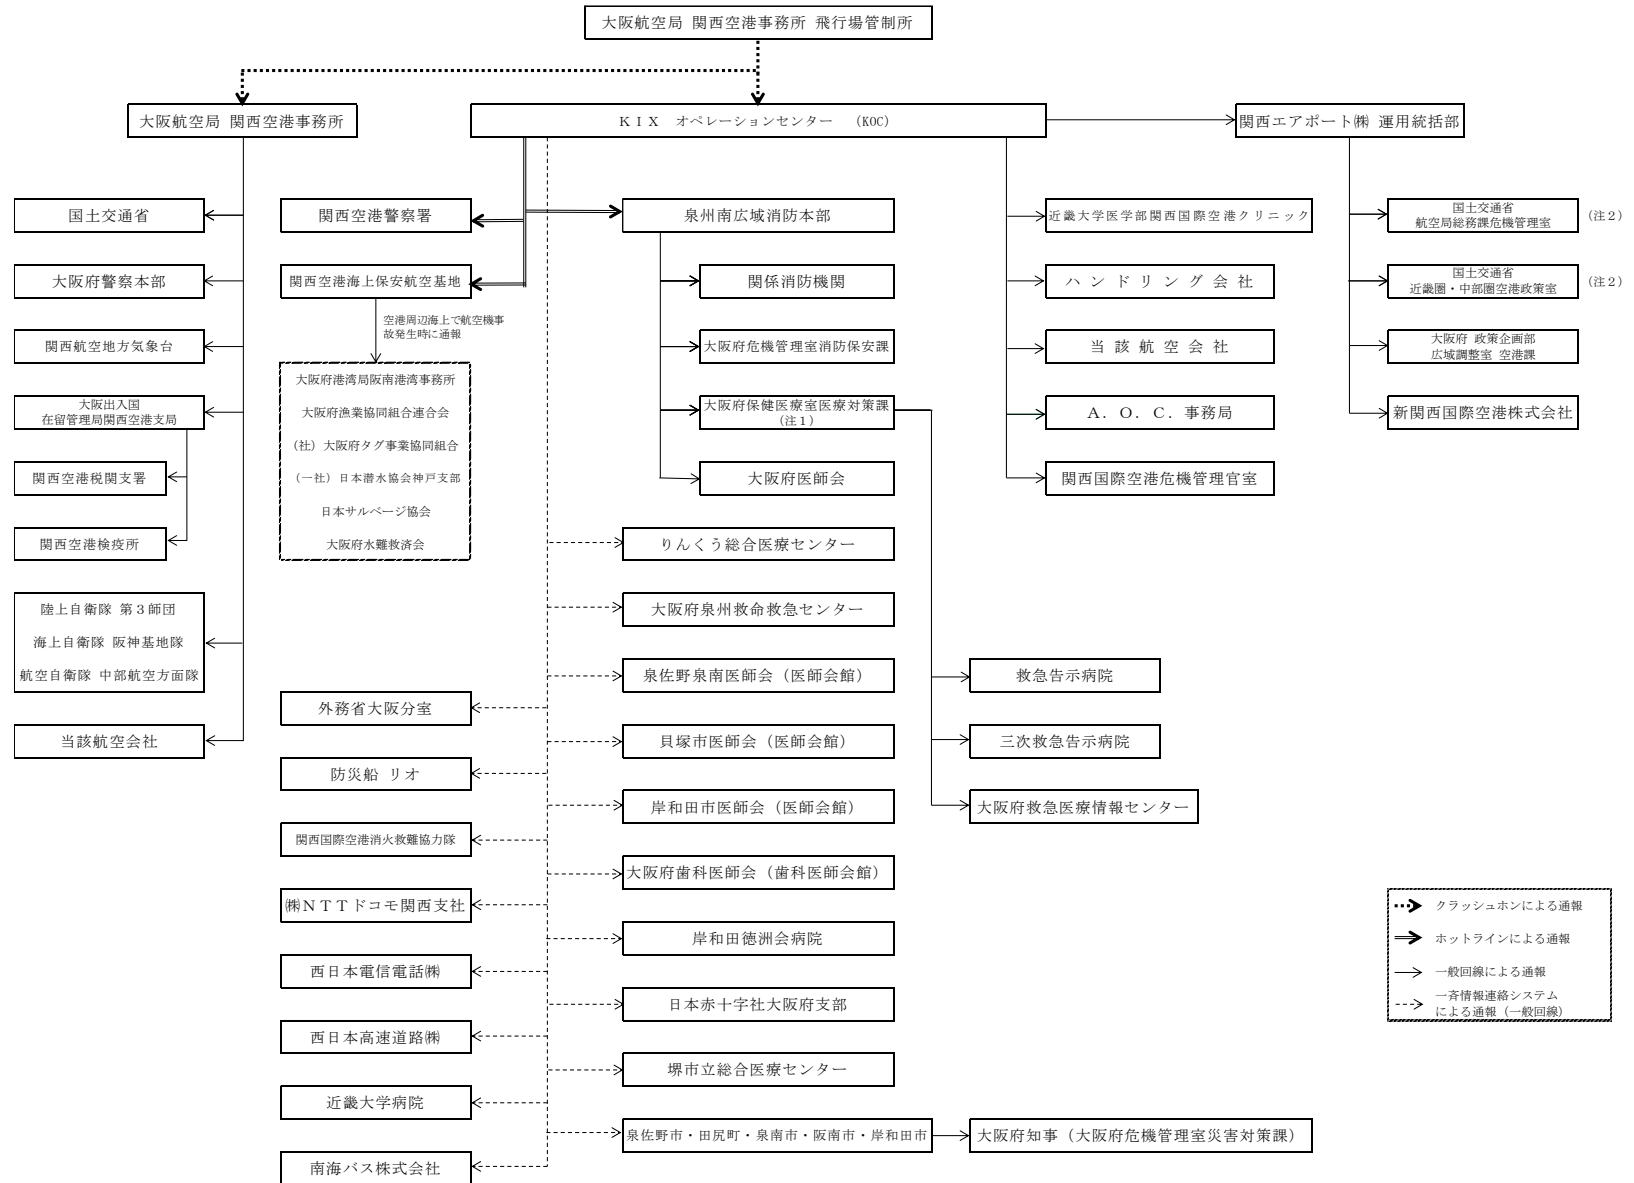 大阪航空局 関西空港事務所 飛行場管制所
大阪航空局 関西空港事務所
KIX オペレーションセンター (KOC)
関西エアポート㈱ 運用統括部
国土交通省
大阪府警察本部
関西航空地方気象台
大阪出入国
在留管理局関西空港支局
関西空港税関支署
関西空港検疫所
陸上自衛隊 第3師団
海上自衛隊 阪神基地隊
航空自衛隊 中部航空方面隊
当該航空会社
関西空港警察署
関西空港海上保安航空基地
空港周辺海上で航空機事
故発生時に通報
大阪府港湾局阪南港湾事務所
大阪府漁業協同組合連合会
(社)大阪府タグ事業協同組合
(一社)日本潜水協会神戸支部
日本サルベージ協会
大阪府水難救済会
外務省大阪分室
防災船 リオ
関西国際空港消火救難協力隊
㈱NTTドコモ関西支社
西日本電信電話㈱
西日本高速道路㈱
近畿大学病院
南海バス株式会社
泉州南広域消防本部
関係消防機関
大阪府危機管理室消防保安課
大阪府保健医療室医療対策課
(注1)
大阪府医師会
りんくう総合医療センター
大阪府泉州救命救急センター
泉佐野泉南医師会(医師会館)
貝塚市医師会(医師会館)
岸和田市医師会(医師会館)
大阪府歯科医師会(歯科医師会館)
岸和田徳洲会病院
日本赤十字社大阪府支部
堺市立総合医療センター
泉佐野市・田尻町・泉南市・阪南市・岸和田市
大阪府知事(大阪府危機管理室災害対策課)
救急告示病院
三次救急告示病院
大阪府救急医療情報センター
近畿大学医学部関西国際空港クリニック
ハンドリング会社
当該航空会社
A.O.C.事務局
関西国際空港危機管理官室
国土交通省
航空局総務課危機管理室
(注2)
国土交通省
近畿圏・中部圏空港政策室
(注2)
大阪府 政策企画部
広域調整室 空港課
新関西国際空港株式会社
クラッシュホンによる通報
ホットラインによる通報
一般回線による通報
一斉情報連絡システム
による通報(一般回線)